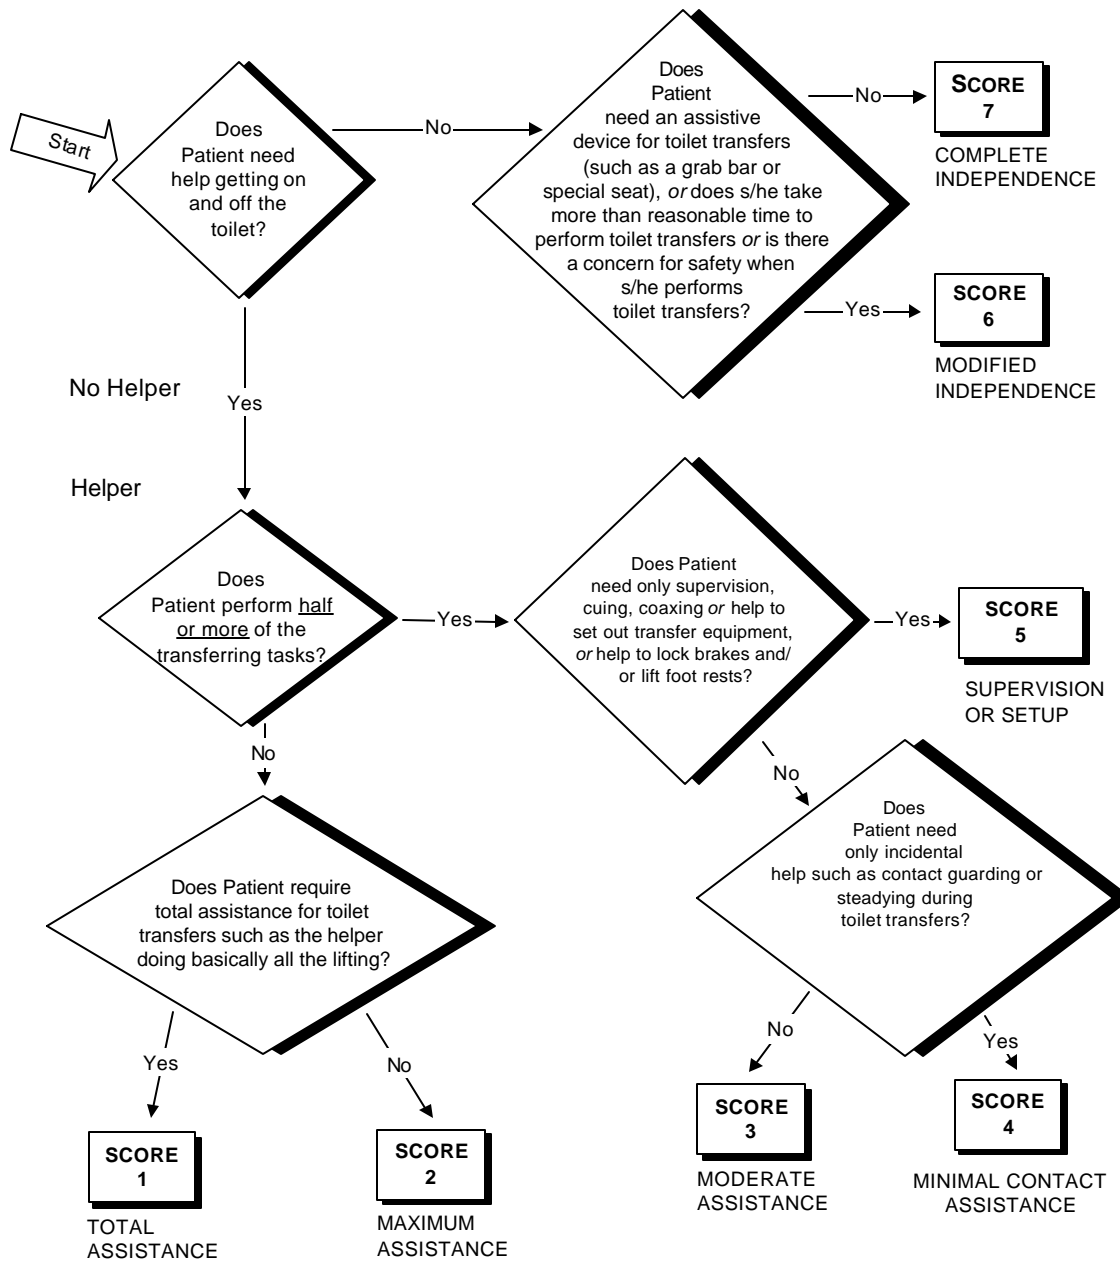 Start
Does
Patient need
help getting on
and off the
toilet?
No
Does
Patient
need an assistive
device for toilet transfers
(such as a grab bar or
special seat), or does s/he take
more than reasonable time to
perform toilet transfers or is there
a concern for safety when
s/he performs
toilet transfers?
No
SCORE
7
COMPLETE
INDEPENDENCE
Yes
SCORE
6
MODIFIED
INDEPENDENCE
No Helper
Yes
Helper
Does
Patient perform half
or more of the
transferring tasks?
Yes
Does Patient
need only supervision,
cuing, coaxing or help to
set out transfer equipment,
or help to lock brakes and/
or lift foot rests?
Yes
SCORE
5
SUPERVISION
OR SETUP
No
No
Does
Patient need
only incidental
help such as contact guarding or
steadying during
toilet transfers?
Does Patient require
total assistance for toilet
transfers such as the helper
doing basically all the lifting?
No
Yes
Yes
No
SCORE
1
TOTAL
ASSISTANCE
SCORE
2
MAXIMUM
ASSISTANCE
SCORE
3
MODERATE
ASSISTANCE
SCORE
4
MINIMAL CONTACT
ASSISTANCE